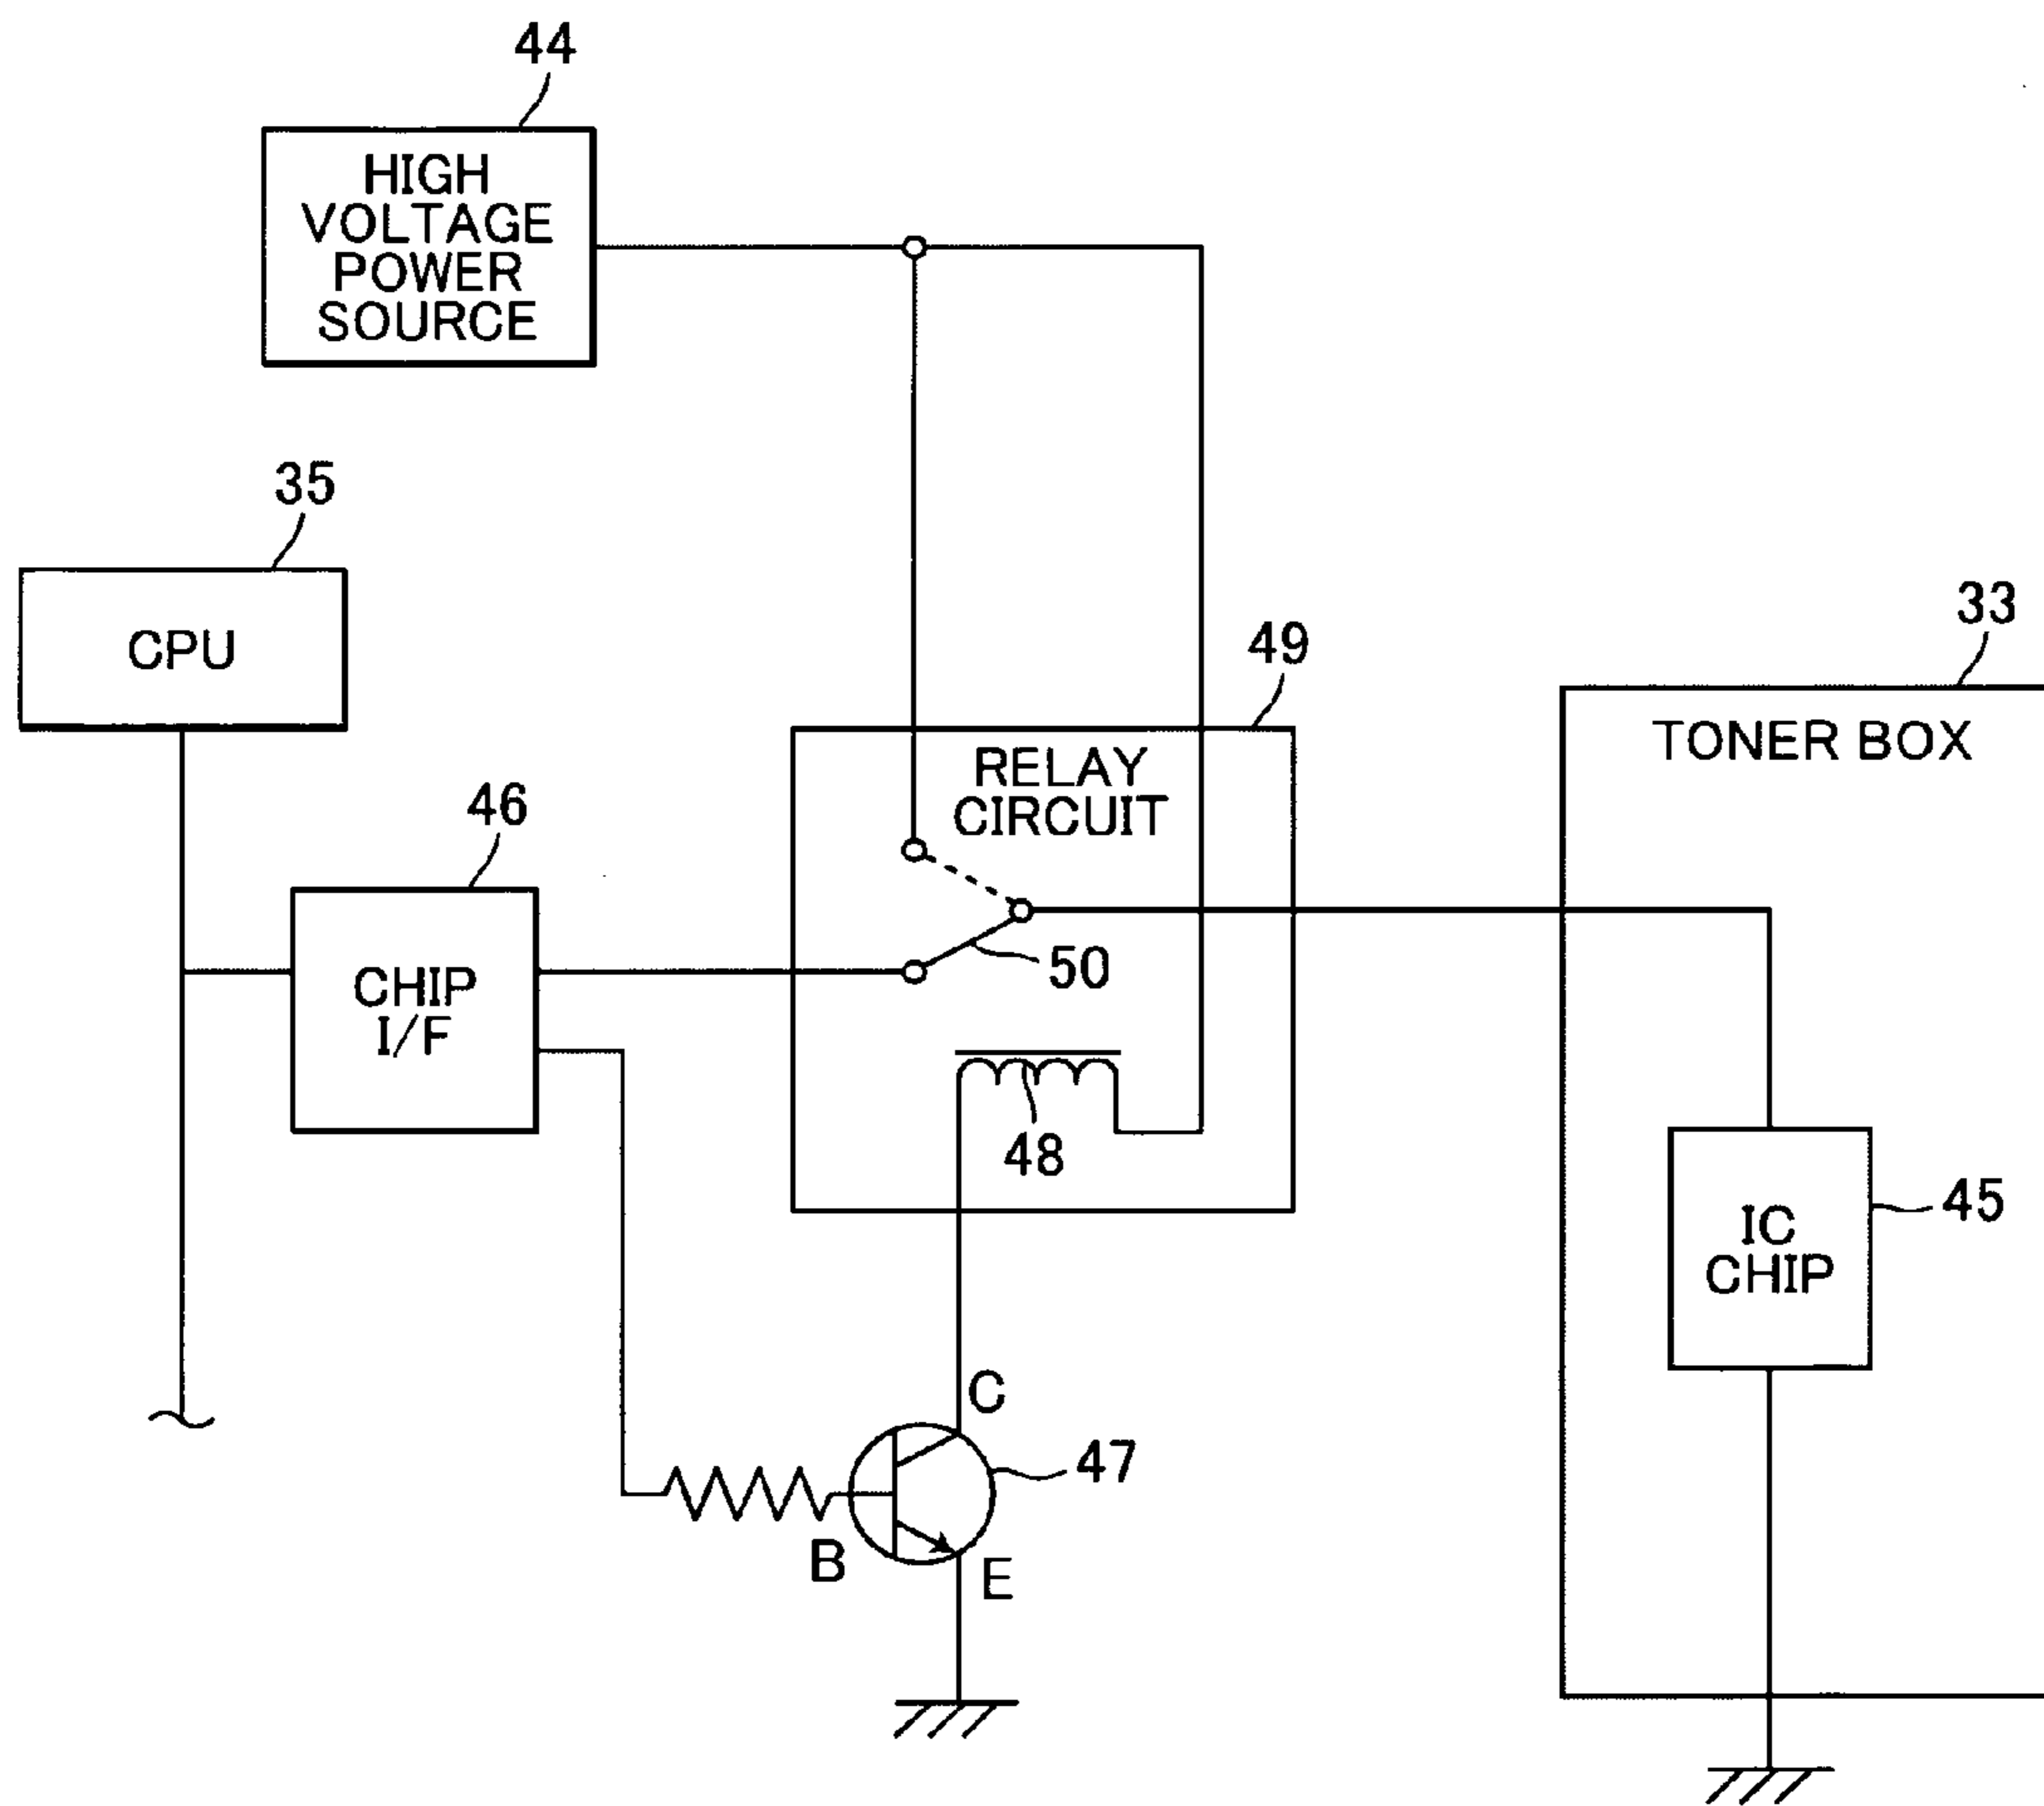 44
HIGH
VOLTAGE
POWER
SOURCE
35
CPU
33
TONER BOX
49
RELAY
CIRCUIT
46
CHIP
I/F
50
48
45
IC
CHIP
C
47
B
E